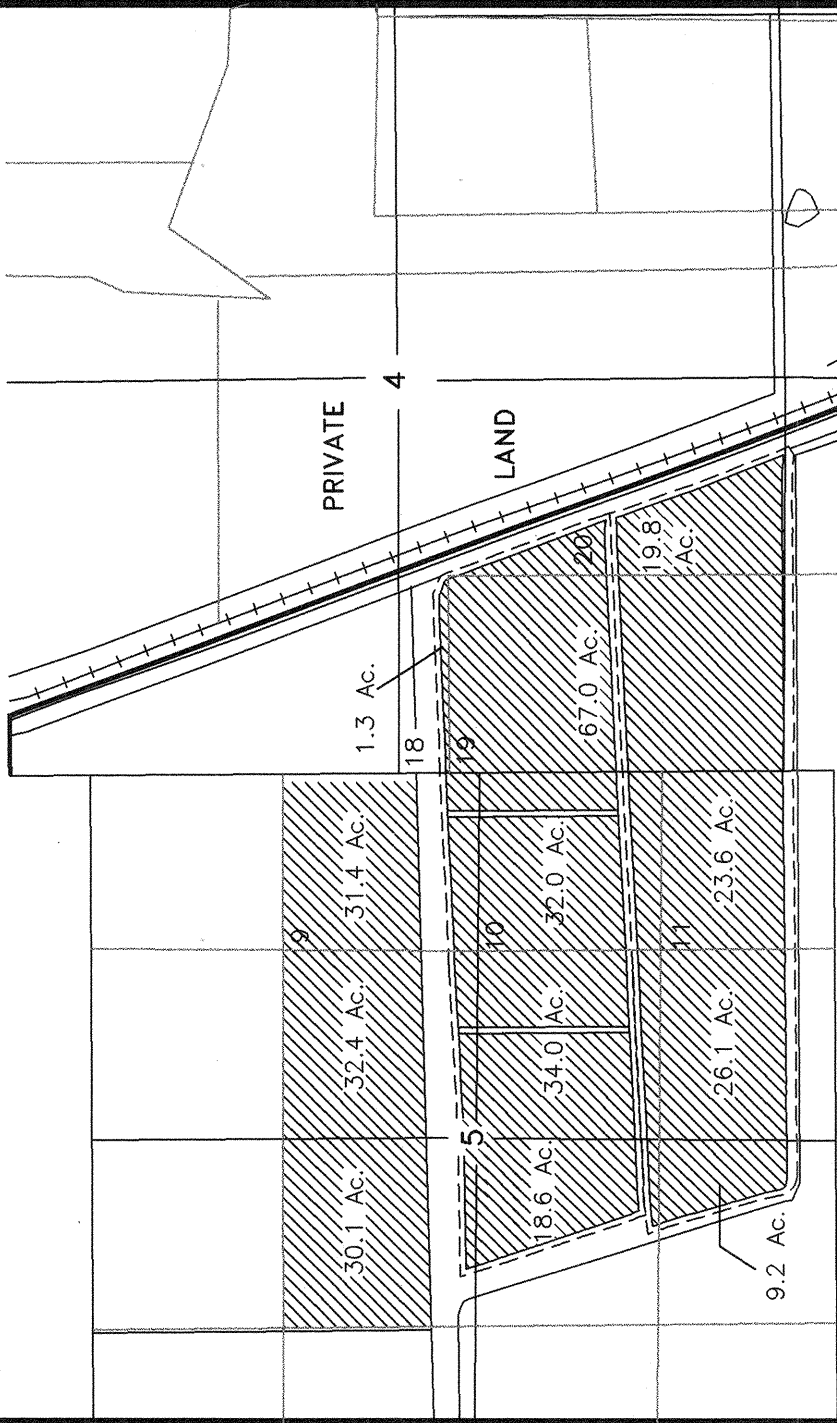 PRIVATE
4
LAND
1.3 Ac.
18
19
20
19.8
Ac.
67.0 Ac.
30.1 Ac.
32.4 Ac.
31.4 Ac.
9
32.0 Ac.
10
34.0 Ac.
5
18.6 Ac.
23.6 Ac.
11
26.1 Ac.
9.2 Ac.